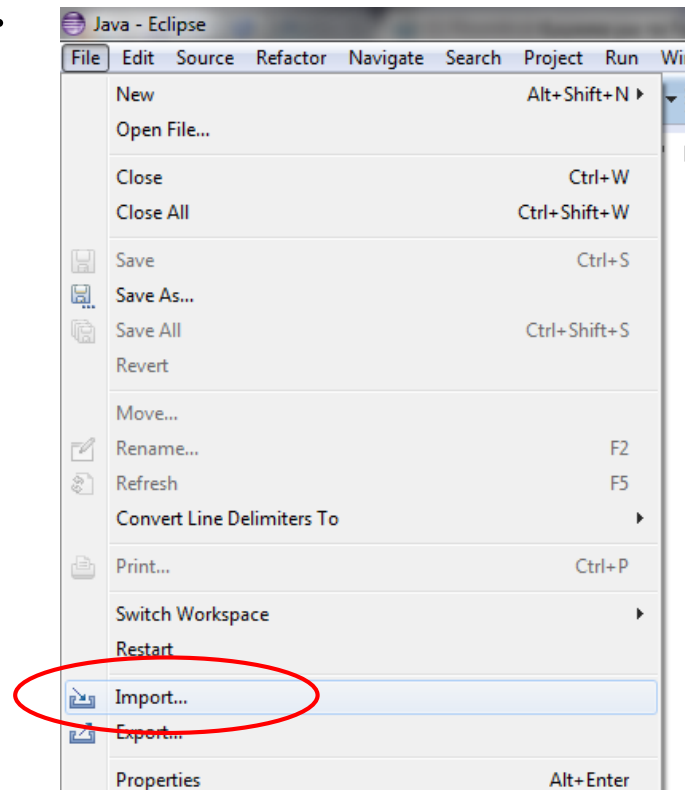 •
Java - Eclipse
File Edit Source Refactor Navigate Search Project Run Wi
New Alt+Shift+N
Open File...
Close Ctrl+W
Close All Ctrl+Shift+W
Save Ctrl+S
Save As...
Save All Ctrl+Shift+S
Revert
Move...
Rename... F2
Refresh F5
Convert Line Delimiters To
Print... Ctrl+P
Switch Workspace
Restart
Import...
Export...
Properties Alt+Enter